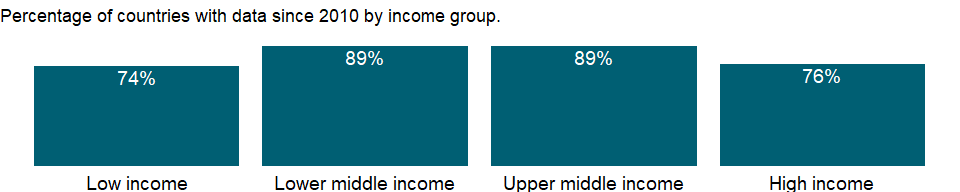 Percentage of countries with data since 2010 by income group.
74%
89%
89%
76%
Low income
Lower middle income
Upper middle income
High income